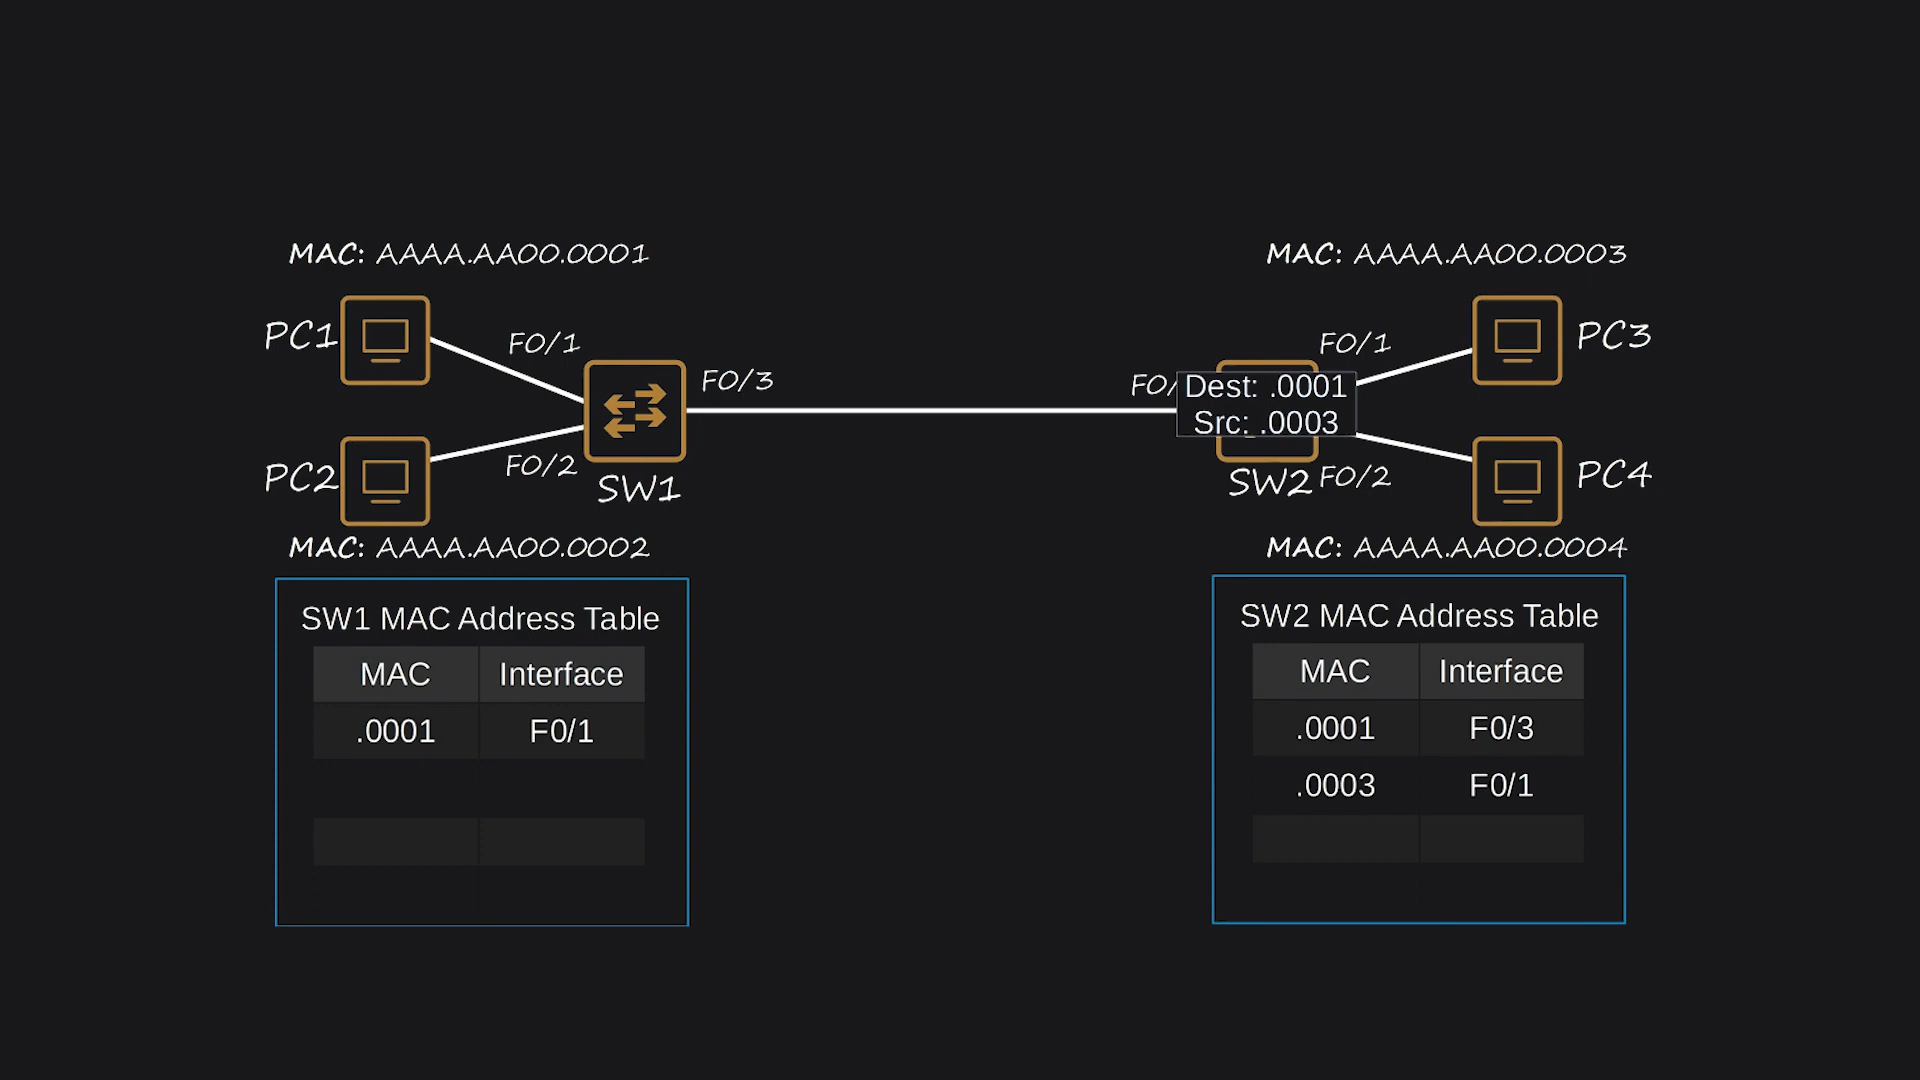 MAC: AAAA.AA00.0001
MAC: AAAA.AA00.0003
PC1
F0/1
F0/1
PC3
F0/3
F0/
Dest: .0001
Src: .0003
PC2
F0/2
SW1
SW2
F0/2
PC4
MAC: AAAA.AA00.0002
MAC: AAAA.AA00.0004
SW1 MAC Address Table
MAC Interface
.0001 F0/1
SW2 MAC Address Table
MAC Interface
.0001 F0/3
.0003 F0/1